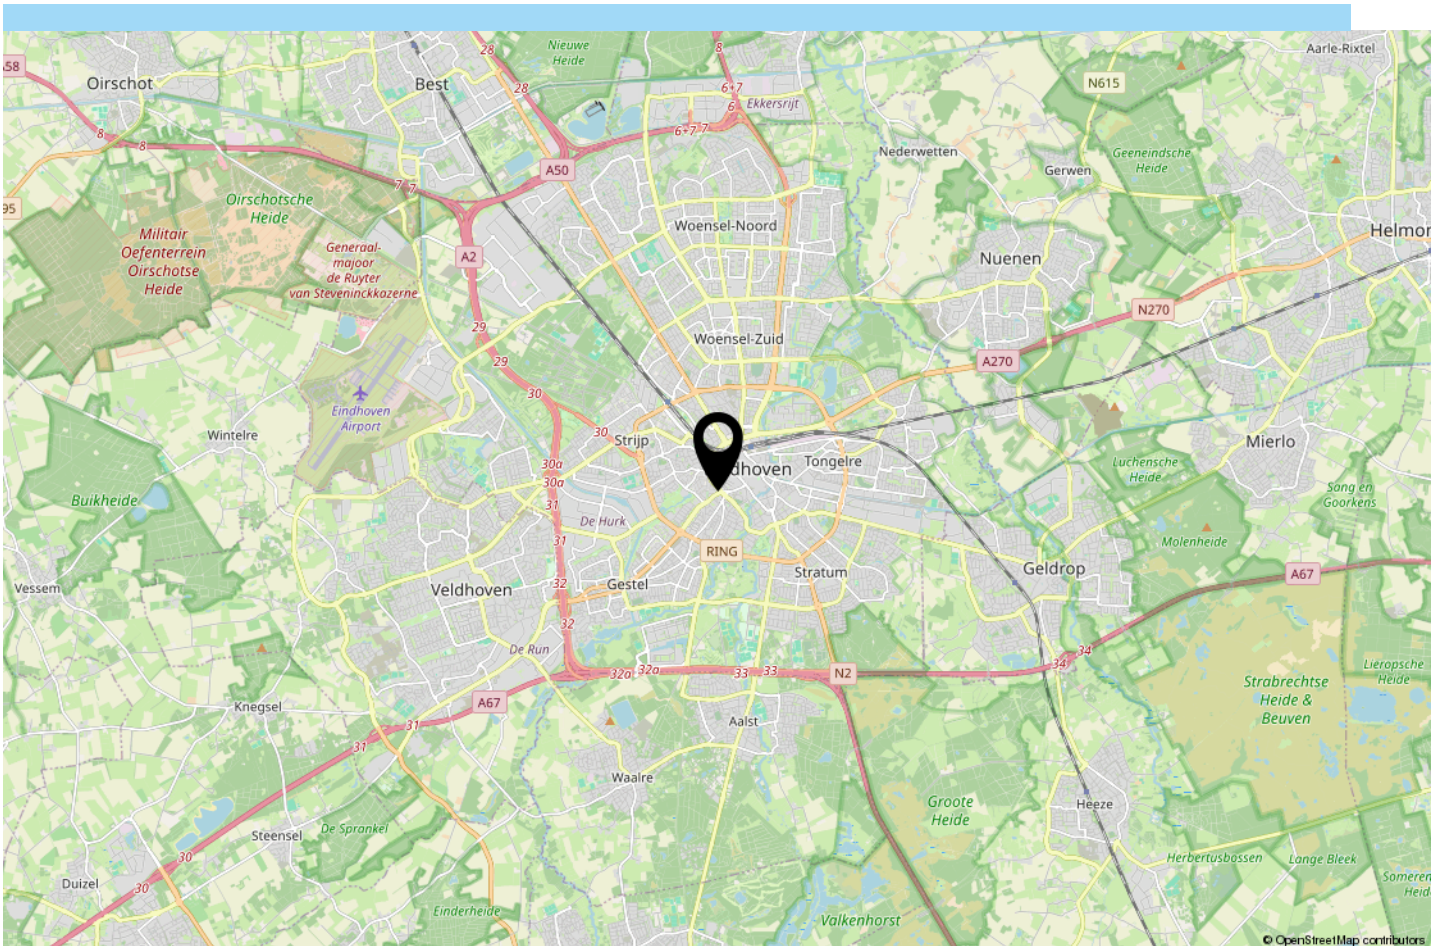 28
8
Nieuwe
Heide
Aarle-Rixtel
58
Oirschot
Best
28
6+7
N615
6
Ekkersrijt
8
8
6+7
7
Nederwetten
Geeneindsche
Heide
A50
Gerwen
7
7
95
Oirschotsche
Heide
Militair
Oefenterrein
Oirschotse
Heide
Woensel-Noord
Helmon
Generaal-
majoor
de Ruyter
van Steveninckkazerne
A2
Nuenen
N270
29
Woensel-Zuid
29
A270
30
Eindhoven
Airport
Wintelre
30
Strijp
Mierlo
30a
dhoven
Tongelre
Luchensche
Heide
30a
Buikheide
31
Sang en
Goorkens
De Hurk
31
RING
Molenheide
Vessem
32
Gestel
Stratum
Geldrop
A67
Veldhoven
32
De Run
34
34
32a
32a
33
33
N2
Lieropsche
Heide
Strabrechtse
Heide &
Beuven
A67
Knegsel
31
Aalst
31
Waalre
Groote
Heide
Heeze
De Sprankel
Steensel
30
Herbertusbossen
Lange Bleek
30
Duizel
Someren
Heid
Einderheide
Valkenhorst
© OpenStreetMap contributors